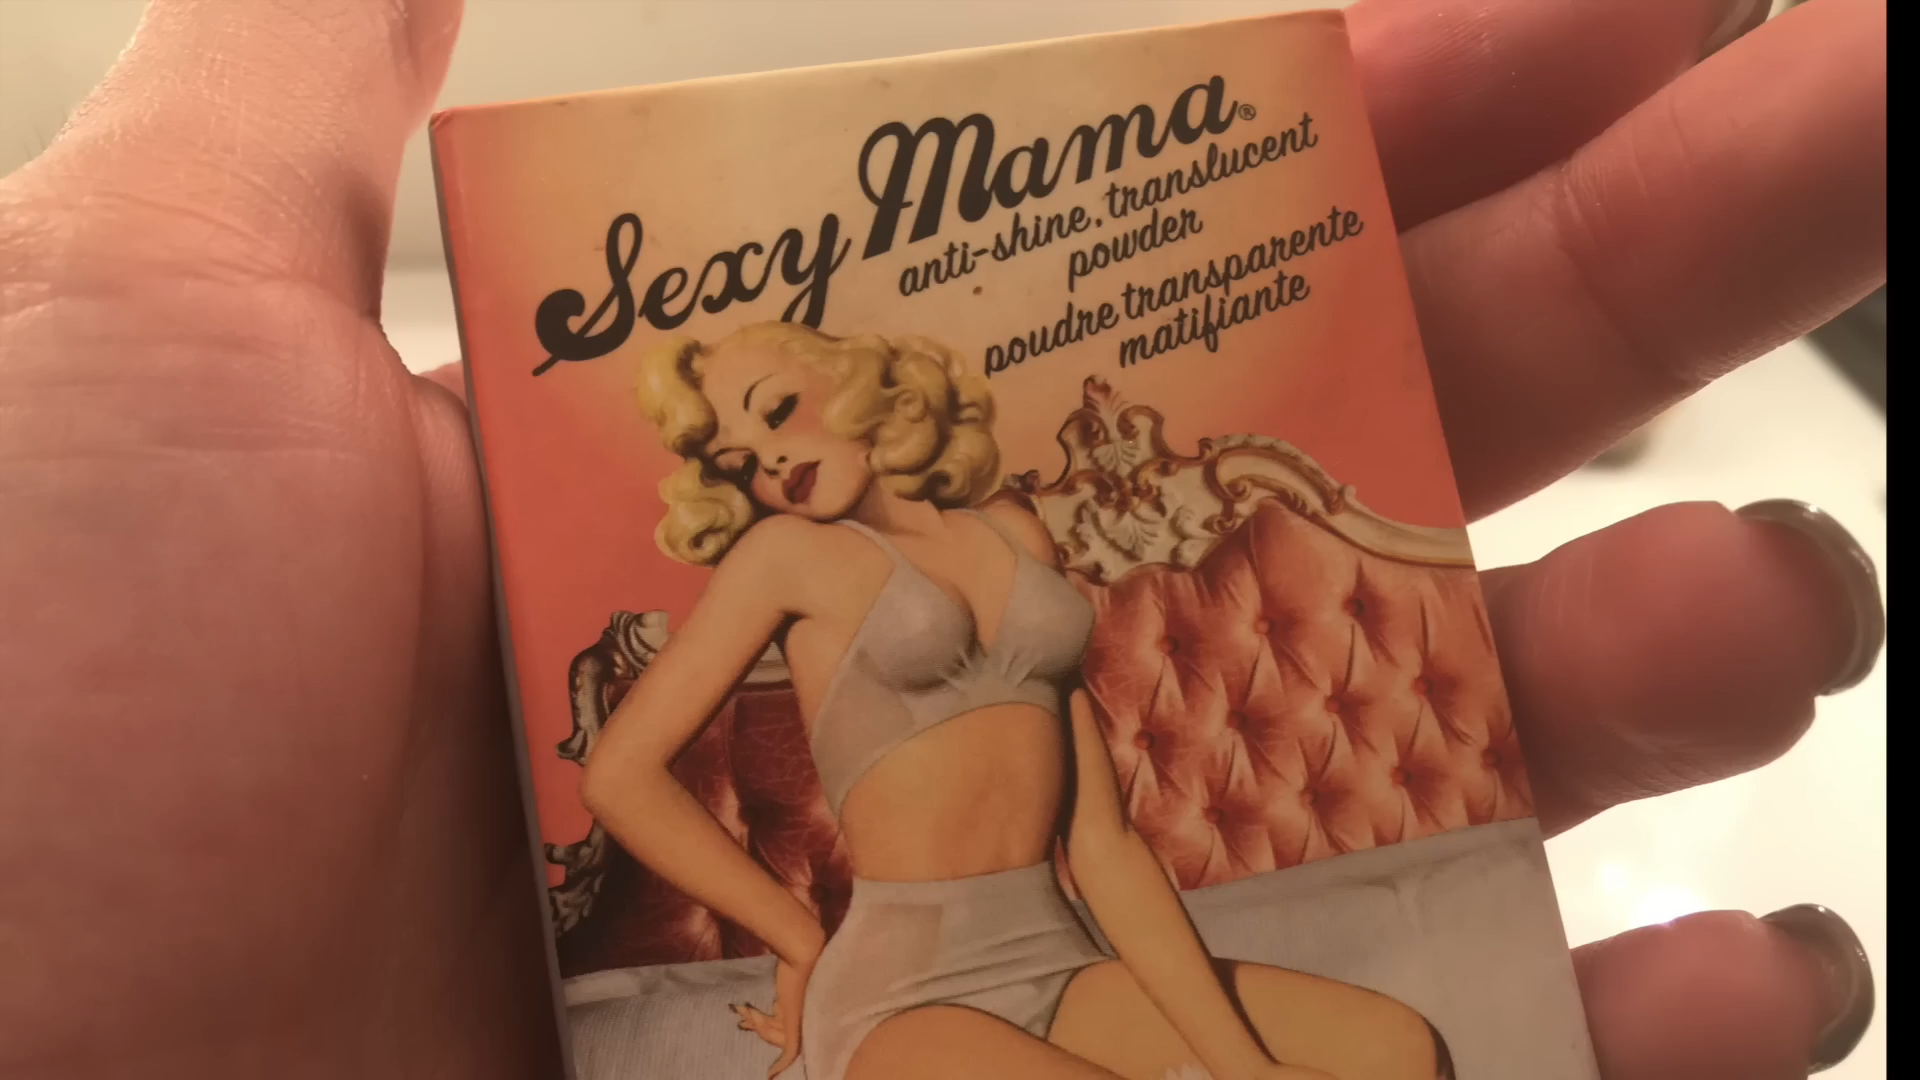 Sexy Mama®
anti-shine, translucent
powder
poudre transparente
matifiante